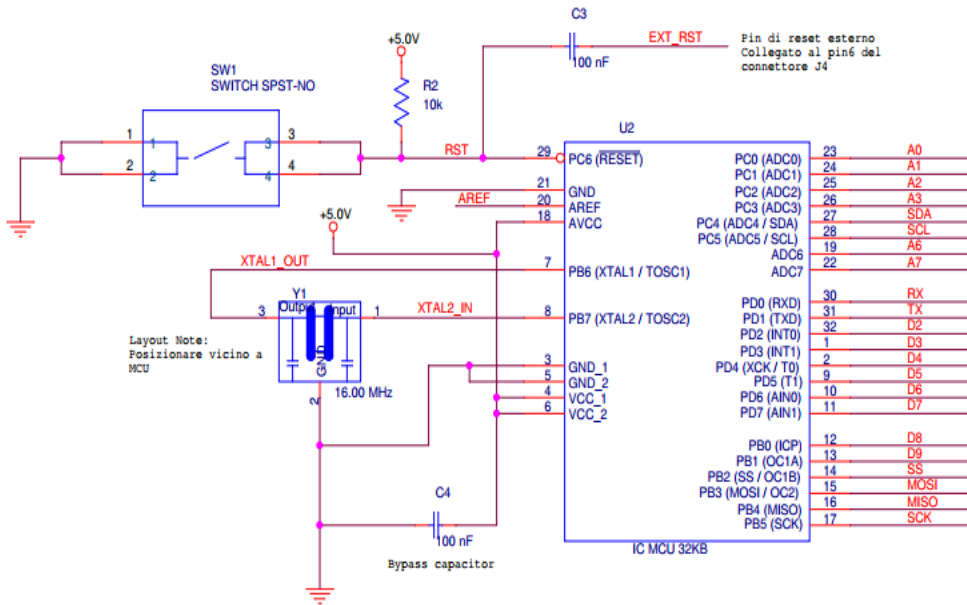 C3
EXT_RST
100 nF
Pin di reset esterno
Collegato al pin6 del
connettore J4
+5.0V
R2
10k
SW1
SWITCH SPST-NO
1
2
1
2
3
4
3
4
RST
U2
29
PC6 (RESET)
21
GND
AREF
20
AREF
18
AVCC
+5.0V
XTAL1_OUT
7
PB6 (XTAL1 / TOSC1)
Y1
Output
Input
GND
3
1
2
16.00 MHz
XTAL2_IN
8
PB7 (XTAL2 / TOSC2)
Layout Note:
Posizionare vicino a
MCU
3
GND_1
5
GND_2
4
VCC_1
6
VCC_2
C4
100 nF
Bypass capacitor
PC0 (ADC0)
23
A0
PC1 (ADC1)
24
A1
PC2 (ADC2)
25
A2
PC3 (ADC3)
26
A3
PC4 (ADC4 / SDA)
27
SDA
PC5 (ADC5 / SCL)
28
SCL
ADC6
19
A6
ADC7
22
A7
PD0 (RXD)
30
RX
PD1 (TXD)
31
TX
PD2 (INT0)
32
D2
PD3 (INT1)
1
D3
PD4 (XCK / T0)
2
D4
PD5 (T1)
9
D5
PD6 (AIN0)
10
D6
PD7 (AIN1)
11
D7
PB0 (ICP)
12
D8
PB1 (OC1A)
13
D9
PB2 (SS / OC1B)
14
SS
PB3 (MOSI / OC2)
15
MOSI
PB4 (MISO)
16
MISO
PB5 (SCK)
17
SCK
IC MCU 32KB